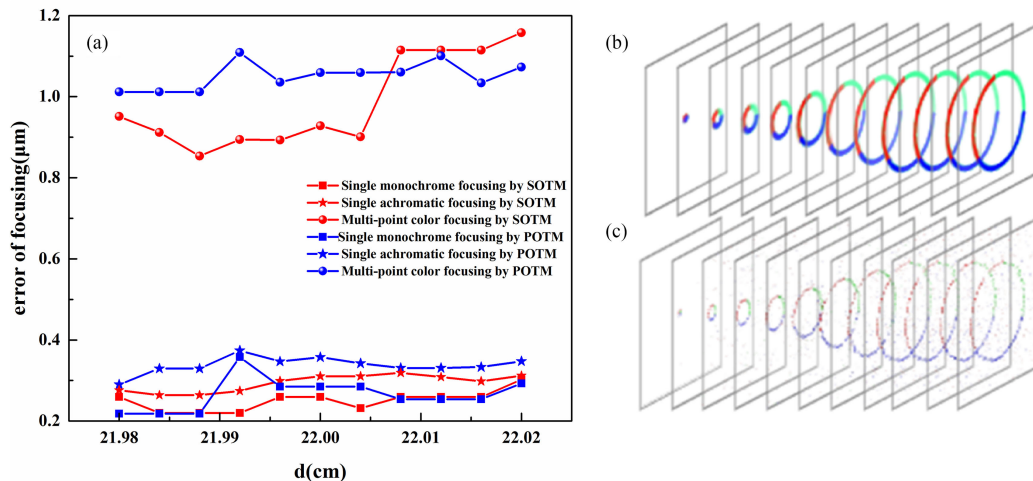 (a)
1.2
1.0
0.8
0.6
0.4
0.2
error of focusing(μm)
Single monochrome focusing by SOTM
Single achromatic focusing by SOTM
Multi-point color focusing by SOTM
Single monochrome focusing by POTM
Single achromatic focusing by POTM
Multi-point color focusing by POTM
21.98
21.99
22.00
22.01
22.02
d(cm)
(b)
(c)